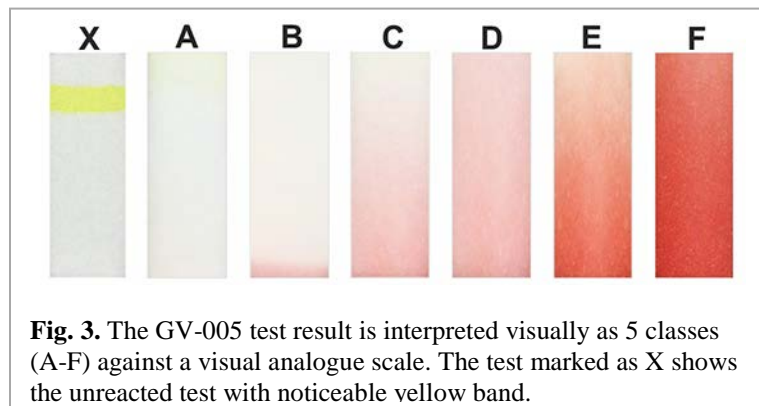 X A B C D E F
Fig. 3. The GV-005 test result is interpreted visually as 5 classes
(A-F) against a visual analogue scale. The test marked as X shows
the unreacted test with noticeable yellow band.